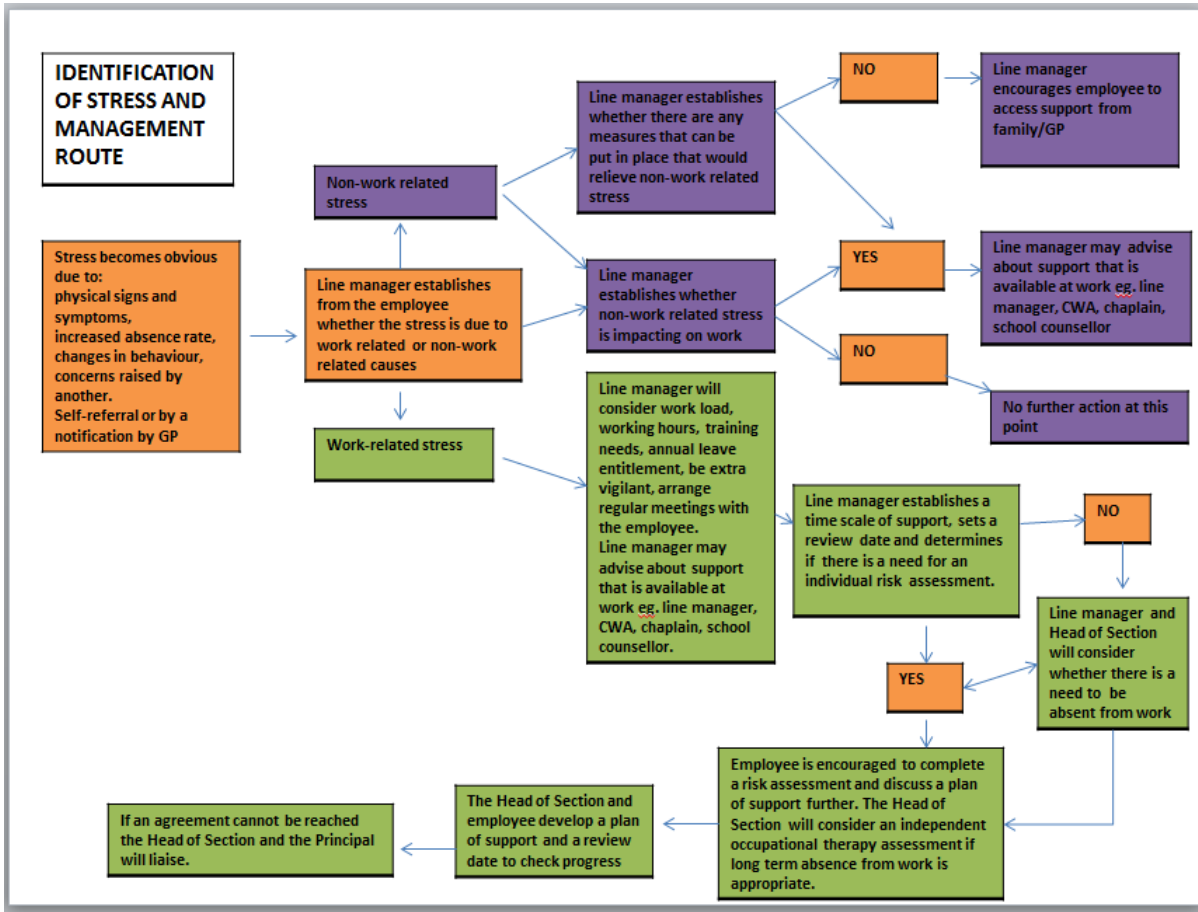 IDENTIFICATION
OF STRESS AND
MANAGEMENT
ROUTE
Stress becomes obvious
due to:
physical signs and
symptoms,
increased absence rate,
changes in behaviour,
concerns raised by
another.
Self-referral or by a
notification by GP
Non-work related
stress
Line manager establishes
from the employee
whether the stress is due to
work related or non-work
related causes
Work-related stress
Line manager establishes
whether there are any
measures that can be
put in place that would
relieve non-work related
stress
Line manager
establishes whether
non-work related stress
is impacting on work
NO
Line manager
encourages employee to
access support from
family/GP
YES
Line manager may advise
about support that is
available at work eg. line
manager, CWA, chaplain,
school counsellor
NO
No further action at this
point
Line manager will
consider work load,
working hours, training
needs, annual leave
entitlement, be extra
vigilant, arrange
regular meetings with
the employee.
Line manager may
advise about support
that is available at
work eg. line manager,
CWA, chaplain, school
counsellor.
Line manager establishes a
time scale of support, sets a
review date and determines
if there is a need for an
individual risk assessment.
NO
Line manager and
Head of Section
will consider
whether there is a
need to be
absent from work
YES
Employee is encouraged to complete
a risk assessment and discuss a plan
of support further. The Head of
Section will consider an independent
occupational therapy assessment if
long term absence from work is
appropriate.
The Head of Section and
employee develop a plan
of support and a review
date to check progress
If an agreement cannot be reached
the Head of Section and the Principal
will liaise.